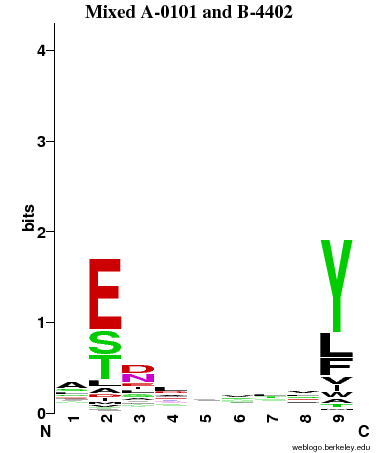 Mixed A-0101 and B-4402
4
3
2
1
0
bits
E
S
T
D
N
Y
L
F
N
1
2
3
4
5
6
7
8
9
C
weblogo.berkeley.edu